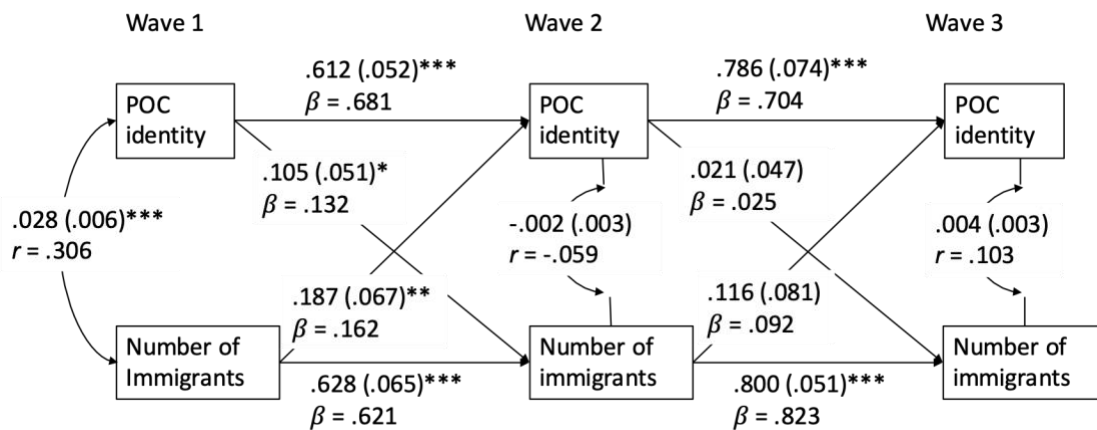 Wave 1
Wave 2
Wave 3
.612 (.052)***
β = .681
.786 (.074)***
β = .704
POC
identity
POC
identity
POC
identity
.105 (.051)*
β = .132
.021 (.047)
β = .025
.028 (.006)***
r = .306
-.002 (.003)
r = -.059
.004 (.003)
r = .103
.187 (.067)**
β = .162
.116 (.081)
β = .092
Number of
Immigrants
Number of
immigrants
Number of
immigrants
.628 (.065)***
β = .621
.800 (.051)***
β = .823